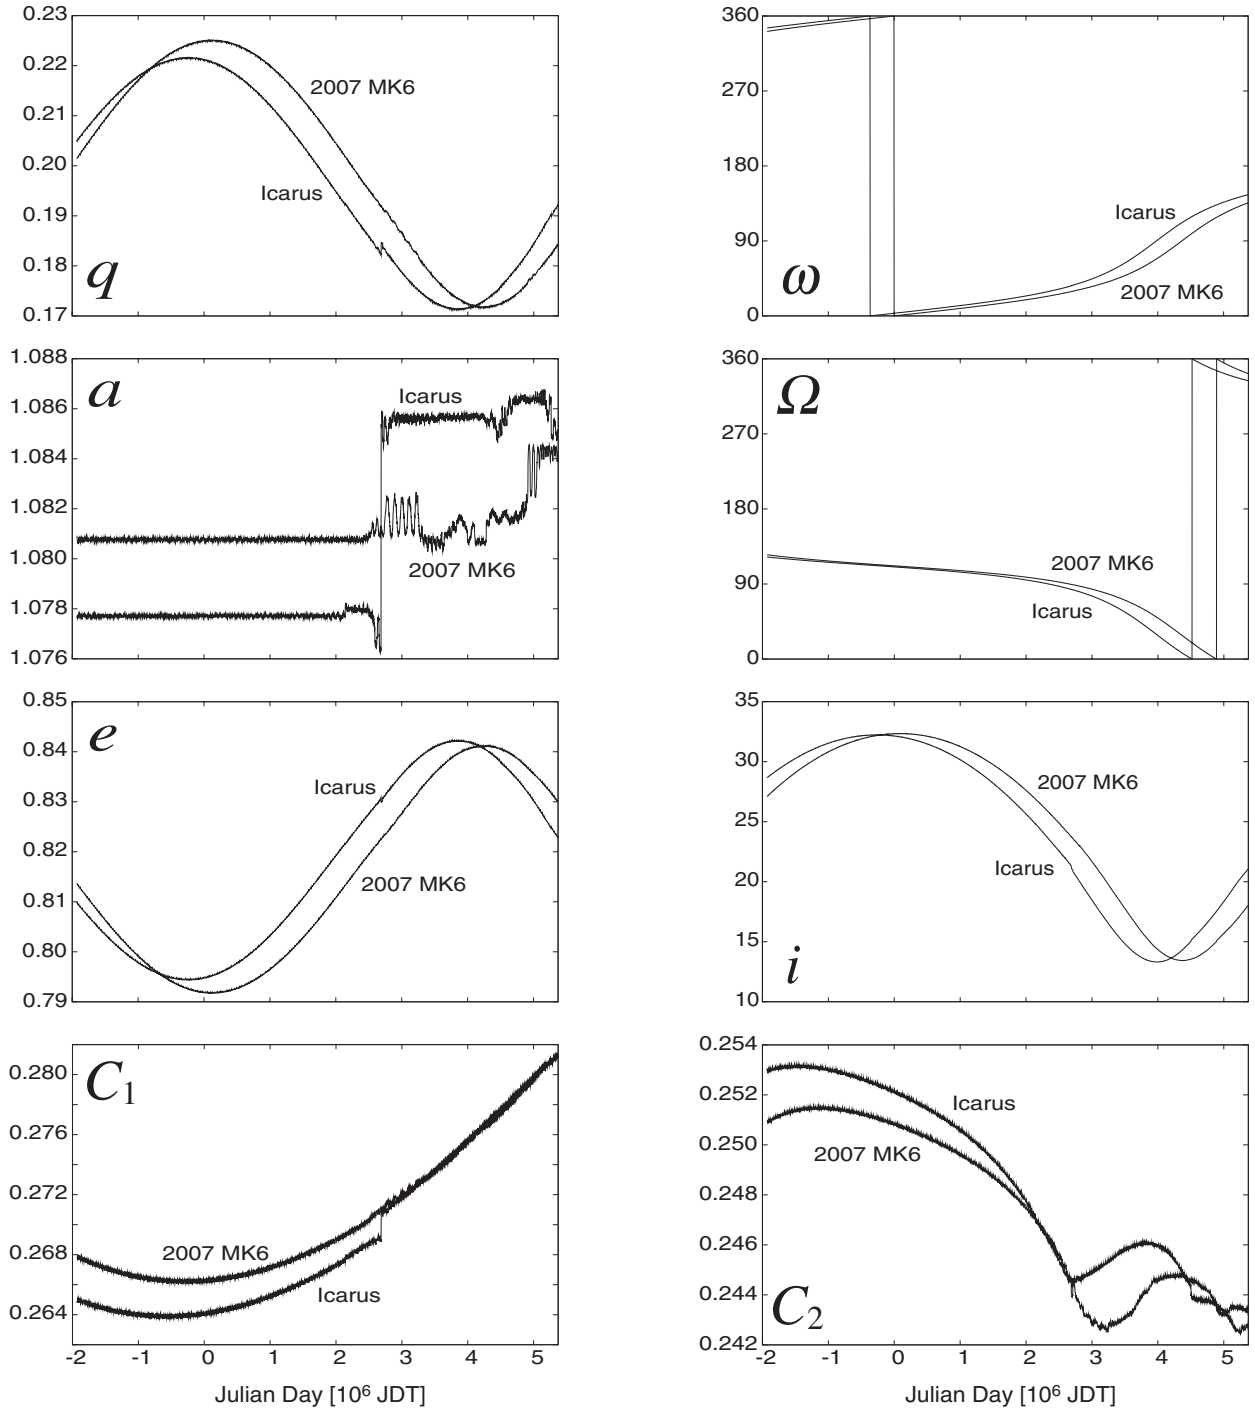 0.23
0.22
0.21
0.20
0.19
0.18
0.17
2007 MK6
Icarus
q
360
270
180
90
0
Icarus
2007 MK6
ω
1.088
1.086
1.084
1.082
1.080
1.078
1.076
a
Icarus
2007 MK6
360
270
180
90
0
Ω
2007 MK6
Icarus
0.85
0.84
0.83
0.82
0.81
0.80
0.79
e
Icarus
2007 MK6
35
30
25
20
15
10
2007 MK6
Icarus
i
0.280
0.276
0.272
0.268
0.264
C1
2007 MK6
Icarus
-2 -1 0 1 2 3 4 5
Julian Day [10⁶ JDT]
0.254
0.252
0.250
0.248
0.246
0.244
0.242
Icarus
2007 MK6
C2
-2 -1 0 1 2 3 4 5
Julian Day [10⁶ JDT]